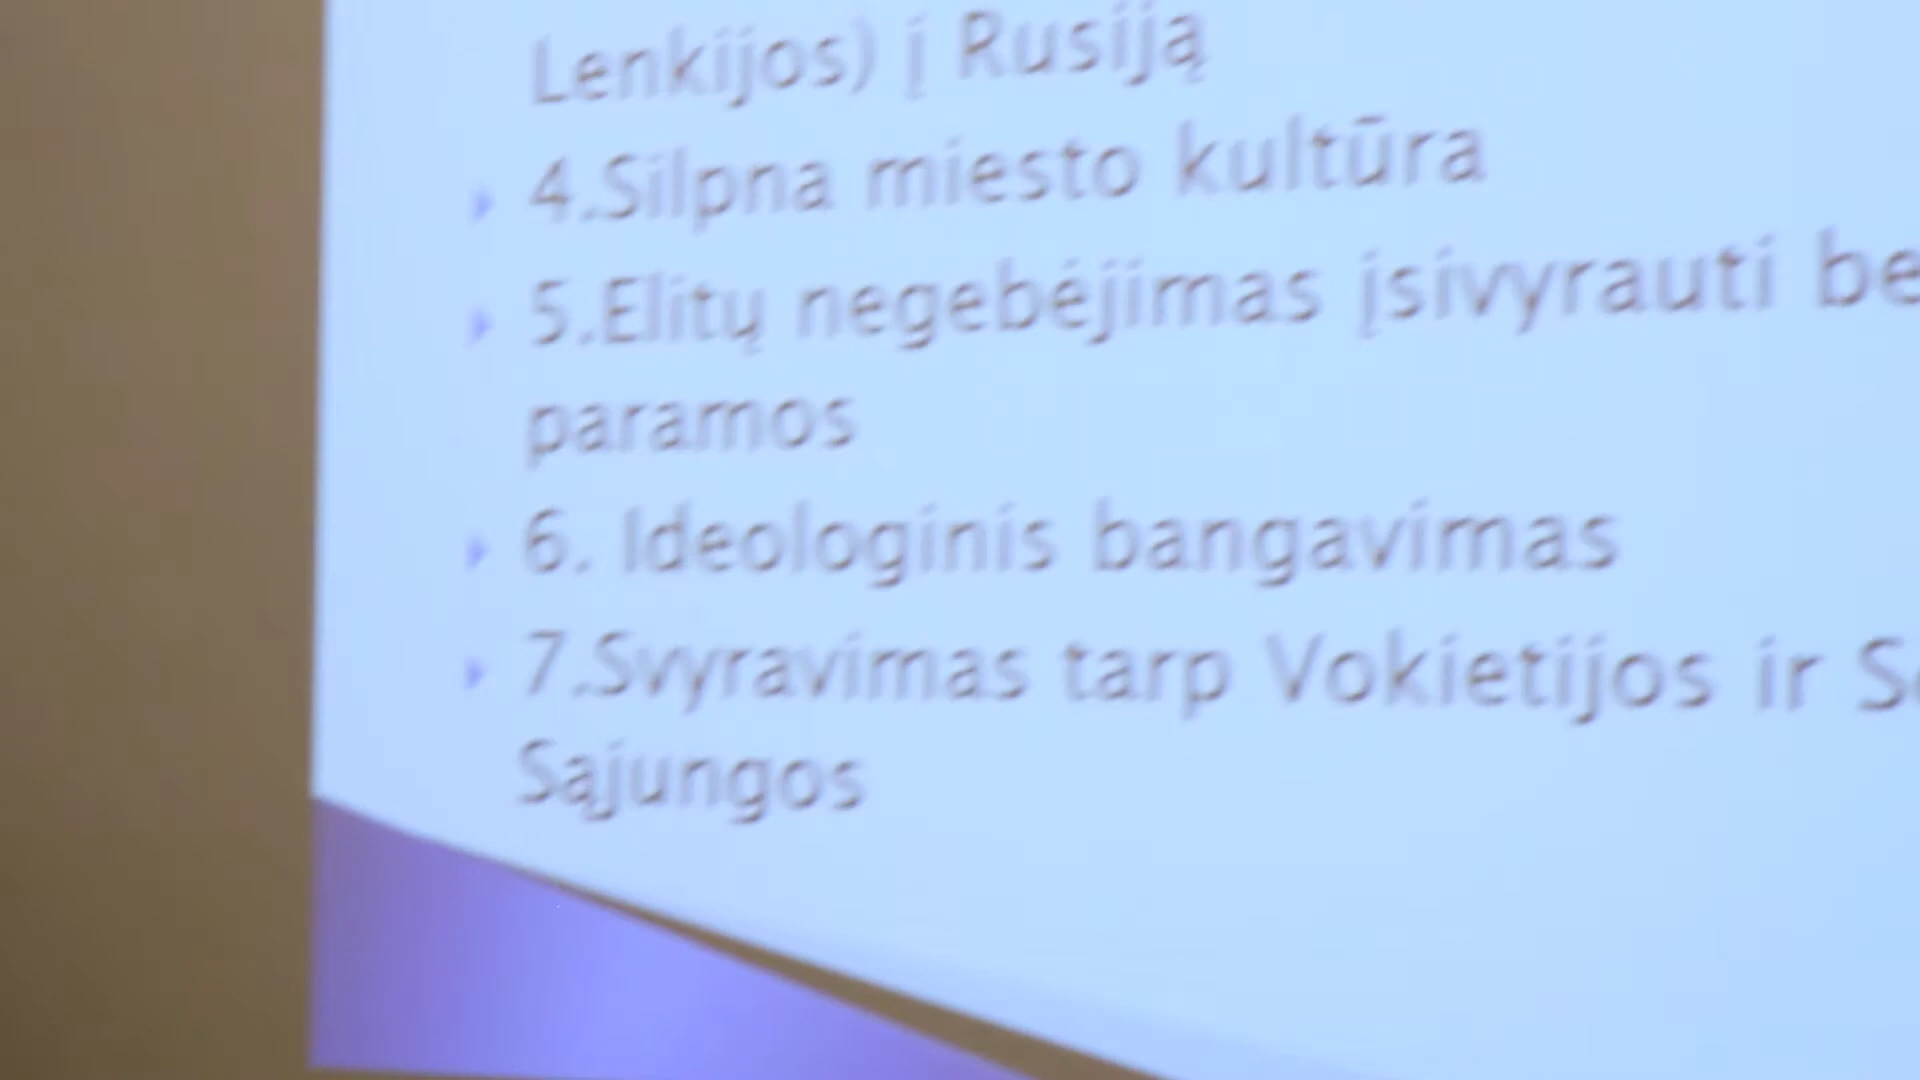 Lenkijos) į Rusiją
4.Silpna miesto kultūra
5.Elitų negebėjimas įsivyrauti
paramos
6. Ideologinis bangavimas
7.Svyravimas tarp Vokietijos ir
Sąjungos